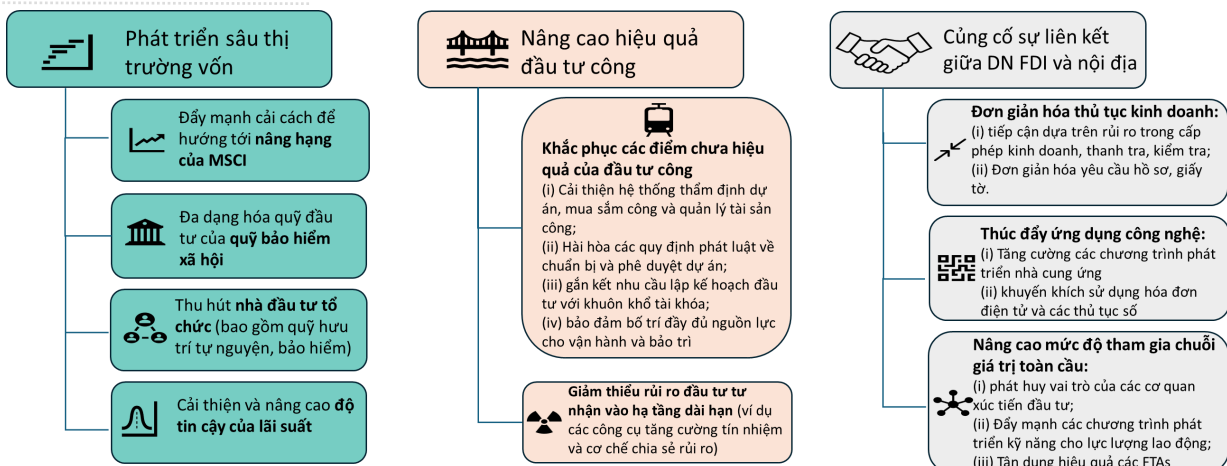 Phát triển sâu thị
trường vốn
Đẩy mạnh cải cách để
hướng tới nâng hạng
của MSCI
Đa dạng hóa quỹ đầu
tư của quỹ bảo hiểm
xã hội
Thu hút nhà đầu tư tổ
chức (bao gồm quỹ hưu
trí tự nguyện, bảo hiểm)
Cải thiện và nâng cao độ
tin cậy của lãi suất
Nâng cao hiệu quả
đầu tư công
Khắc phục các điểm chưa hiệu
quả của đầu tư công
(i) Cải thiện hệ thống thẩm định dự
án, mua sắm công và quản lý tài sản
công;
(ii) Hài hòa các quy định phát luật về
chuẩn bị và phê duyệt dự án;
(iii) gắn kết nhu cầu lập kế hoạch đầu
tư với khuôn khổ tài khóa;
(iv) bảo đảm bố trí đầy đủ nguồn lực
cho vận hành và bảo trì
Giảm thiểu rủi ro đầu tư tư
nhận vào hạ tầng dài hạn (ví dụ
các công cụ tăng cường tín nhiệm
và cơ chế chia sẻ rủi ro)
Củng cố sự liên kết
giữa DN FDI và nội địa
Đơn giản hóa thủ tục kinh doanh:
(i) tiếp cận dựa trên rủi ro trong cấp
phép kinh doanh, thanh tra, kiểm tra;
(ii) Đơn giản hóa yêu cầu hồ sơ, giấy
tờ.
Thúc đẩy ứng dụng công nghệ:
(i) Tăng cường các chương trình phát
triển nhà cung ứng
(ii) khuyến khích sử dụng hóa đơn
điện tử và các thủ tục số
Nâng cao mức độ tham gia chuỗi
giá trị toàn cầu:
(i) phát huy vai trò của các cơ quan
xúc tiến đầu tư;
(ii) Đẩy mạnh các chương trình phát
triển kỹ năng cho lực lượng lao động;
(iii) Tận dụng hiệu quả các FTAs